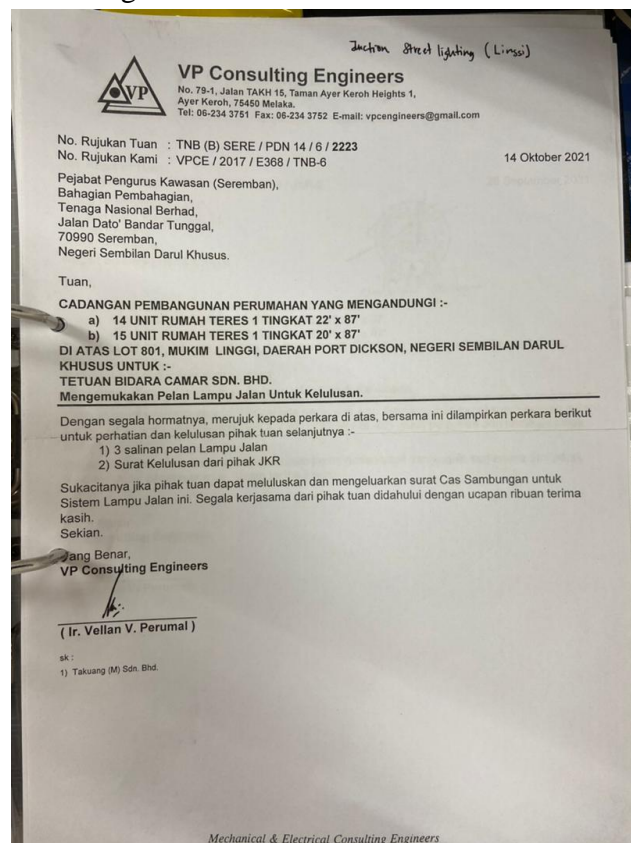 Juction Street lighting (Linggi)
VP
VP Consulting Engineers
No. 79-1, Jalan TAKH 15, Taman Ayer Keroh Heights 1,
Ayer Keroh, 75450 Melaka.
Tel: 06-234 3751 Fax: 06-234 3752 E-mail: vpcengineers@gmail.com
No. Rujukan Tuan : TNB (B) SERE / PDN 14 / 6 / 2223
No. Rujukan Kami : VPCE / 2017 / E368 / TNB-6
14 Oktober 2021
Pejabat Pengurus Kawasan (Seremban),
Bahagian Pembahagian,
Tenaga Nasional Berhad,
Jalan Dato' Bandar Tunggal,
70990 Seremban,
Negeri Sembilan Darul Khusus.
Tuan,
CADANGAN PEMBANGUNAN PERUMAHAN YANG MENGANDUNGI :-
a) 14 UNIT RUMAH TERES 1 TINGKAT 22' x 87'
b) 15 UNIT RUMAH TERES 1 TINGKAT 20' x 87'
DI ATAS LOT 801, MUKIM LINGGI, DAERAH PORT DICKSON, NEGERI SEMBILAN DARUL
KHUSUS UNTUK :-
TETUAN BIDARA CAMAR SDN. BHD.
Mengemukakan Pelan Lampu Jalan Untuk Kelulusan.
Dengan segala hormatnya, merujuk kepada perkara di atas, bersama ini dilampirkan perkara berikut
untuk perhatian dan kelulusan pihak tuan selanjutnya :-
1) 3 salinan pelan Lampu Jalan
2) Surat Kelulusan dari pihak JKR
Sukacitanya jika pihak tuan dapat meluluskan dan mengeluarkan surat Cas Sambungan untuk
Sistem Lampu Jalan ini. Segala kerjasama dari pihak tuan didahului dengan ucapan ribuan terima
kasih.
Sekian.
Yang Benar,
VP Consulting Engineers
( Ir. Vellan V. Perumal )
sk :
1) Takuang (M) Sdn. Bhd.
Mechanical & Electrical Consulting Engineers